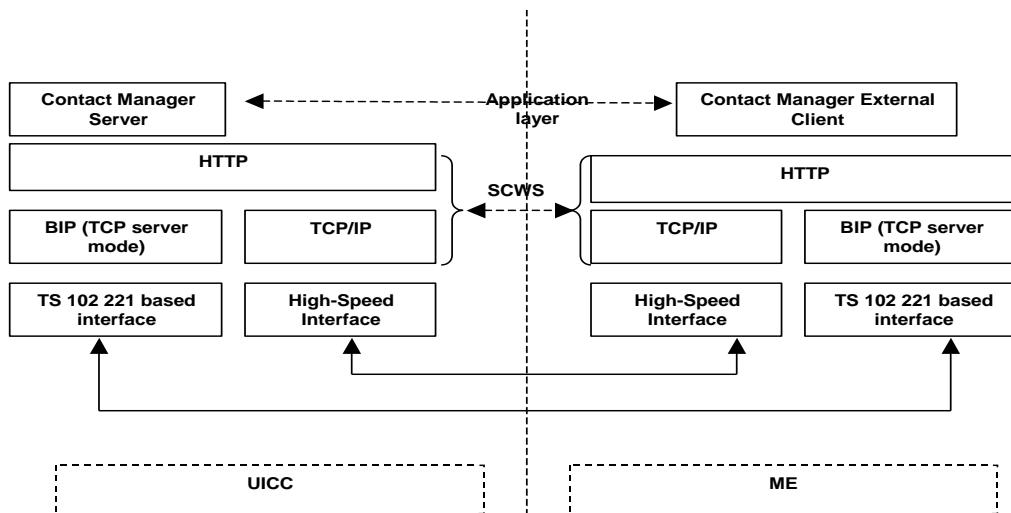 Contact Manager
Server
Application
layer
Contact Manager External
Client
HTTP
SCWS
HTTP
BIP (TCP server
mode)
TCP/IP
TCP/IP
BIP (TCP server
mode)
TS 102 221 based
interface
High-Speed
Interface
High-Speed
Interface
TS 102 221 based
interface
UICC
ME